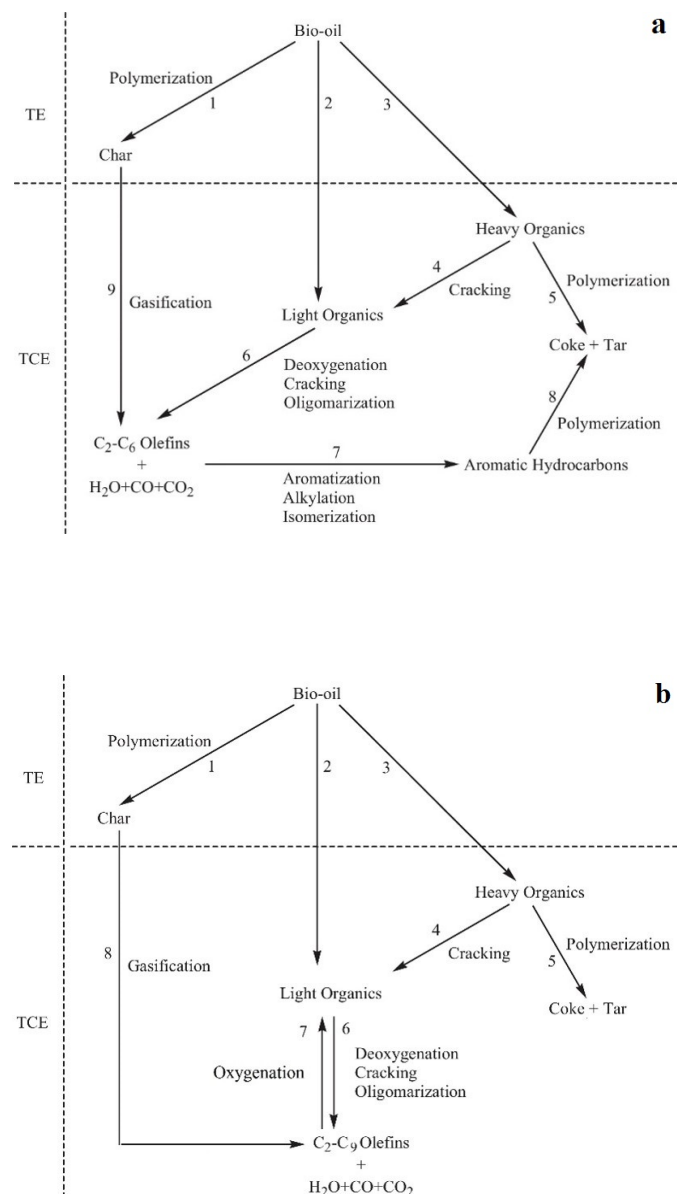 a
Bio-oil
Polymerization
1
2
3
TE
Char
Heavy Organics
4
Cracking
Polymerization
5
9
Gasification
Light Organics
Coke + Tar
TCE
6
Deoxygenation
Cracking
Oligomarization
8
Polymerization
C₂-C₆ Olefins
+
H₂O+CO+CO₂
7
Aromatization
Alkylation
Isomerization
Aromatic Hydrocarbons
b
Bio-oil
Polymerization
1
2
3
TE
Char
Heavy Organics
4
Cracking
Polymerization
5
8
Gasification
Light Organics
Coke + Tar
TCE
7
6
Oxygenation
Deoxygenation
Cracking
Oligomarization
C₂-C₉ Olefins
+
H₂O+CO+CO₂